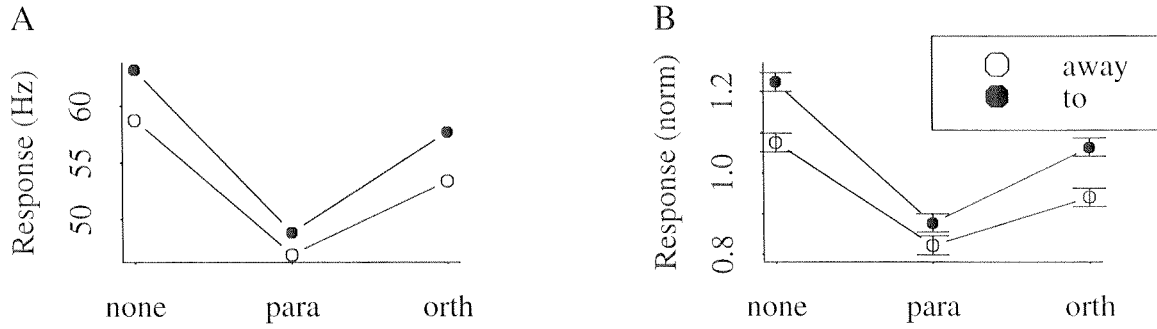 A
Response (Hz)
60
55
50
none para orth
B
away
to
Response (norm)
1.2
1.0
0.8
none para orth